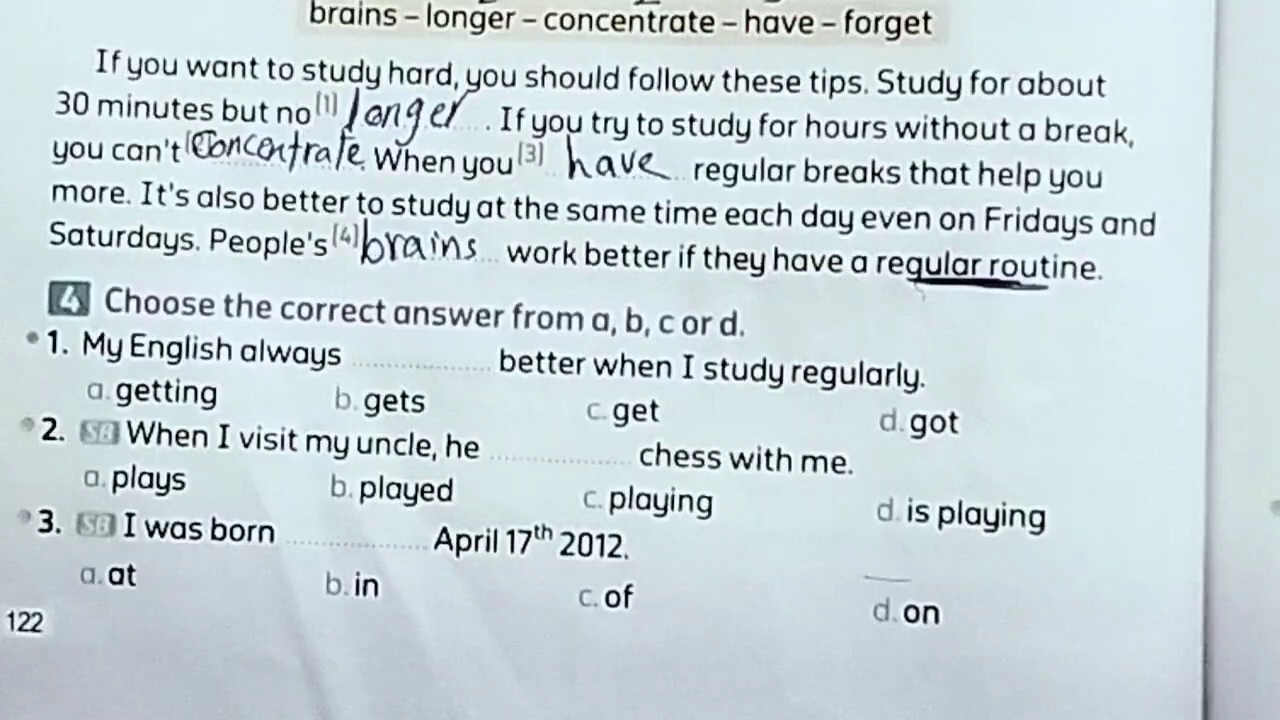 brains – longer – concentrate – have – forget
If you want to study hard, you should follow these tips. Study for about
30 minutes but no [1] longer . If you try to study for hours without a break,
you can't concentrate. When you [3] have regular breaks that help you
more. It's also better to study at the same time each day even on Fridays and
Saturdays. People's [4] brains work better if they have a regular routine.
4 Choose the correct answer from a, b, c or d.
1. My English always .................. better when I study regularly.
a. getting b. gets c. get d. got
2. SB When I visit my uncle, he .................. chess with me.
a. plays b. played c. playing d. is playing
3. SB I was born .................. April 17th 2012.
a. at b. in c. of d. on
122